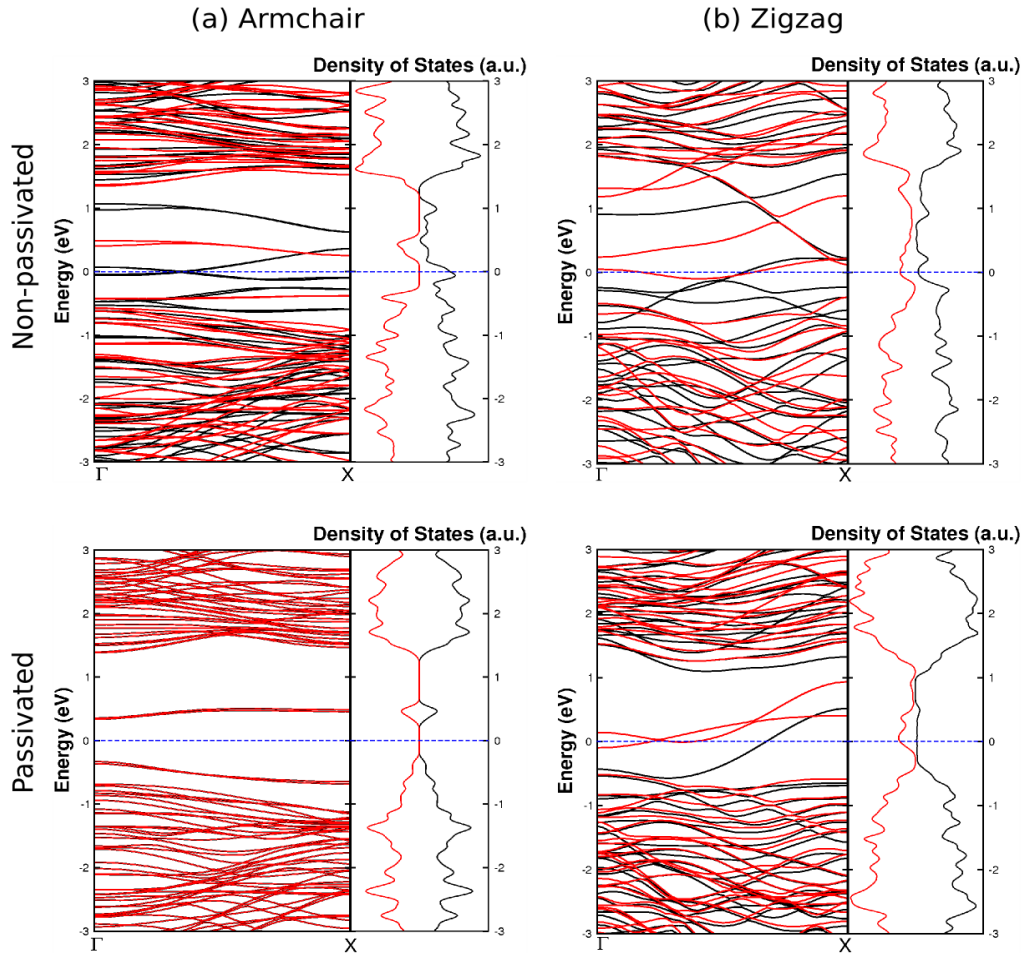 (a) Armchair
(b) Zigzag
Non-passivated
Density of States (a.u.)
Energy (eV)
3
2
1
0
-1
-2
-3
3
2
1
0
-1
-2
-3
Γ
X
Density of States (a.u.)
Energy (eV)
3
2
1
0
-1
-2
-3
3
2
1
0
-1
-2
-3
Γ
X
Passivated
Density of States (a.u.)
Energy (eV)
3
2
1
0
-1
-2
-3
3
2
1
0
-1
-2
-3
Γ
X
Density of States (a.u.)
Energy (eV)
3
2
1
0
-1
-2
-3
3
2
1
0
-1
-2
-3
Γ
X